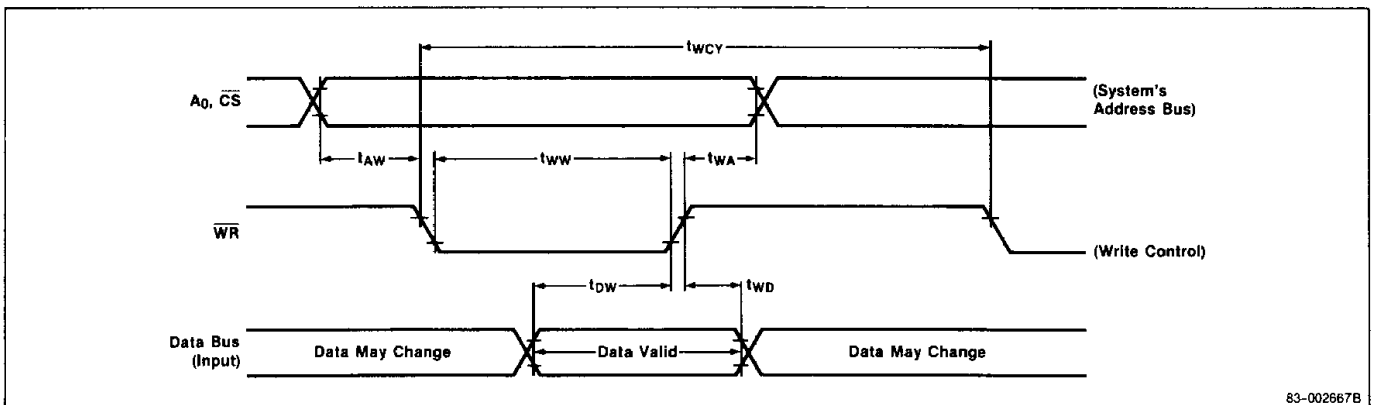 tWCY
A0, CS
(System's
Address Bus)
tAW
tWW
tWA
WR
(Write Control)
tDW
tWD
Data Bus
(Input)
Data May Change
Data Valid
Data May Change
83-002667B